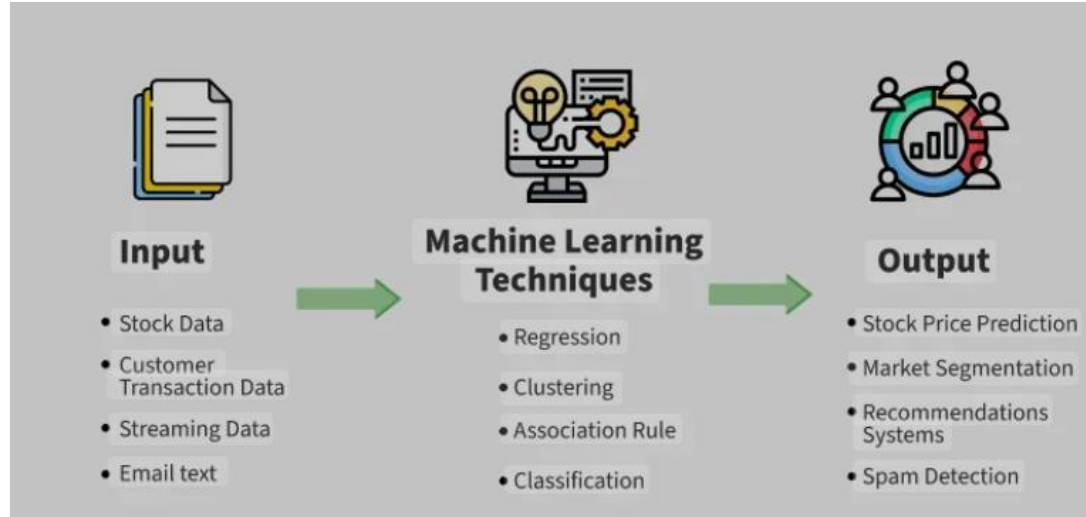 Input
• Stock Data
• Customer
Transaction Data
• Streaming Data
• Email text
Machine Learning
Techniques
• Regression
• Clustering
• Association Rule
• Classification
Output
• Stock Price Prediction
• Market Segmentation
• Recommendations
Systems
• Spam Detection